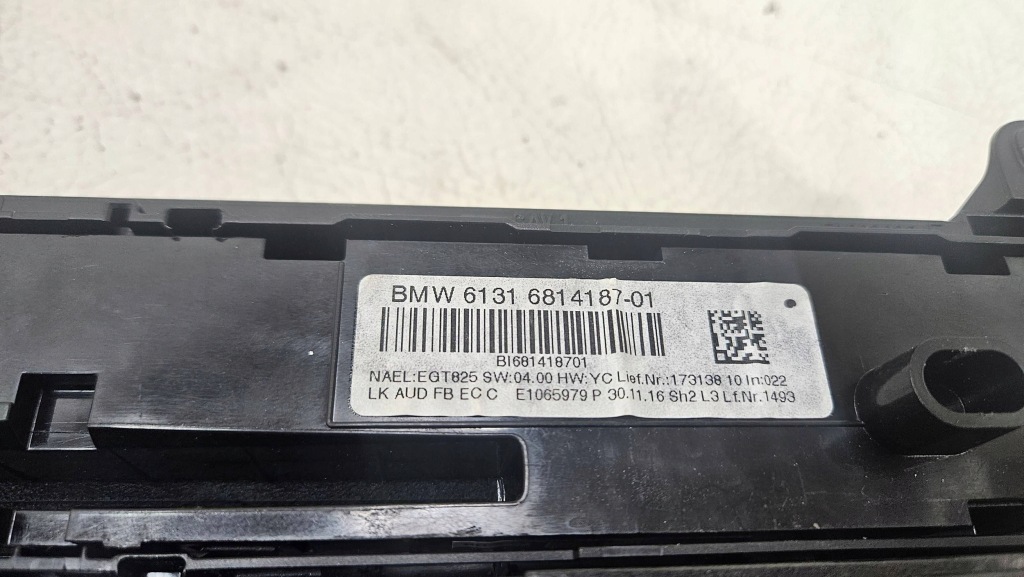 BMW 6131 6814187-01
BI681418701
NAEL:EGT825 SW:04.00 HW:YC Lief.Nr.:173138 10 In:022
LK AUD FB EC C E1065979 P 30.11.16 Sh2 L3 Lf.Nr.1493